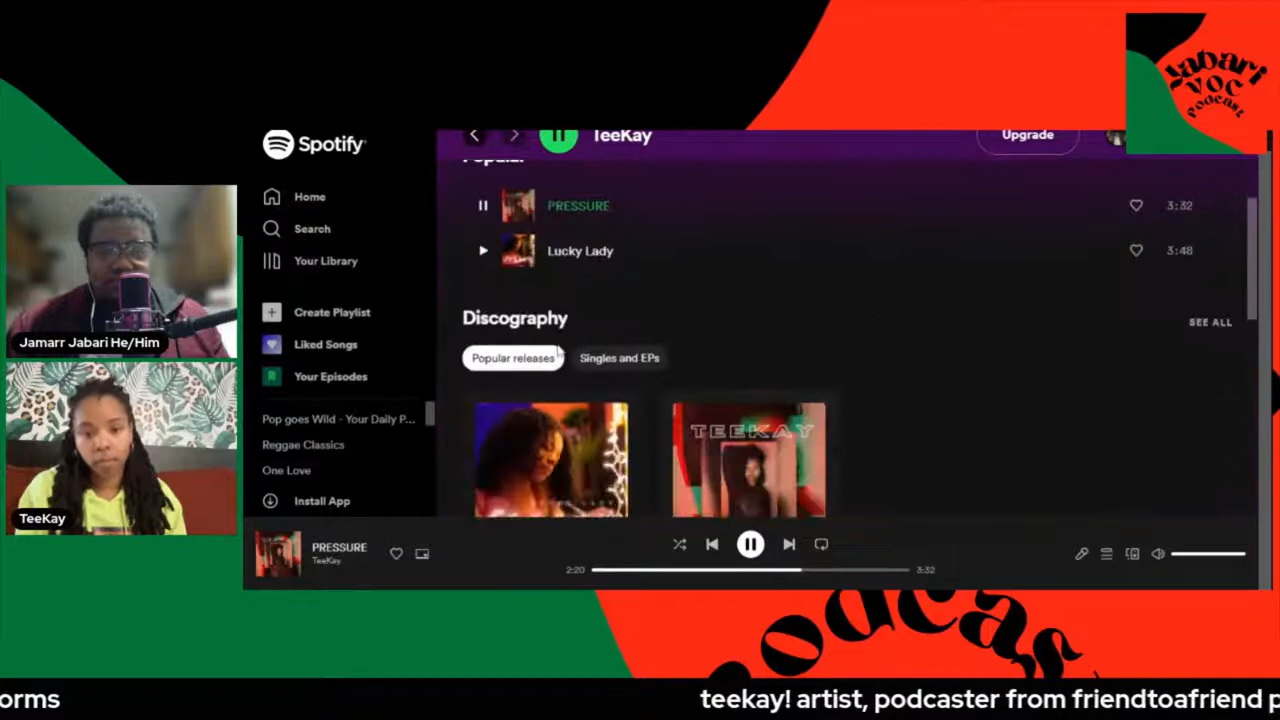 Jabari
VOC
Podcast
Spotify
TeeKay
Upgrade
Popular
Home
Search
Your Library
Create Playlist
Liked Songs
Your Episodes
Pop goes Wild - Your Daily P...
Reggae Classics
One Love
Install App
PRESSURE
3:32
Lucky Lady
3:48
Discography
SEE ALL
Popular releases
Singles and EPs
TEEKAY
Jamarr Jabari He/Him
TeeKay
PRESSURE
TeeKay
2:20
3:32
Podcas
orms
teekay! artist, podcaster from friendtoafriend p